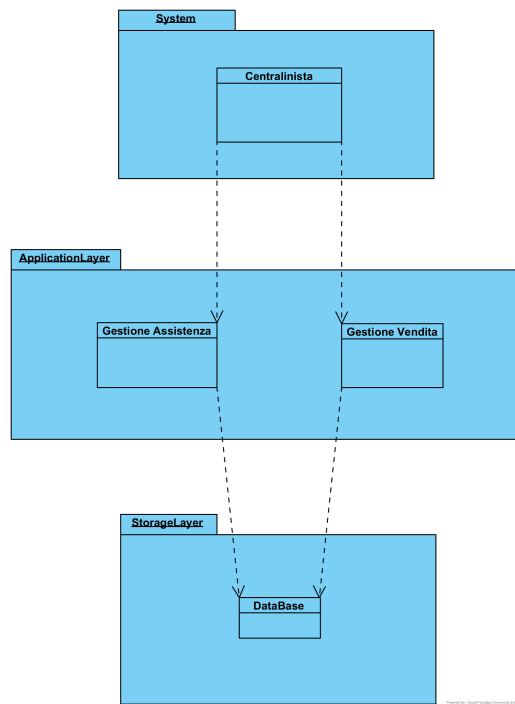 System
Centralinista
ApplicationLayer
Gestione Assistenza
Gestione Vendita
StorageLayer
DataBase